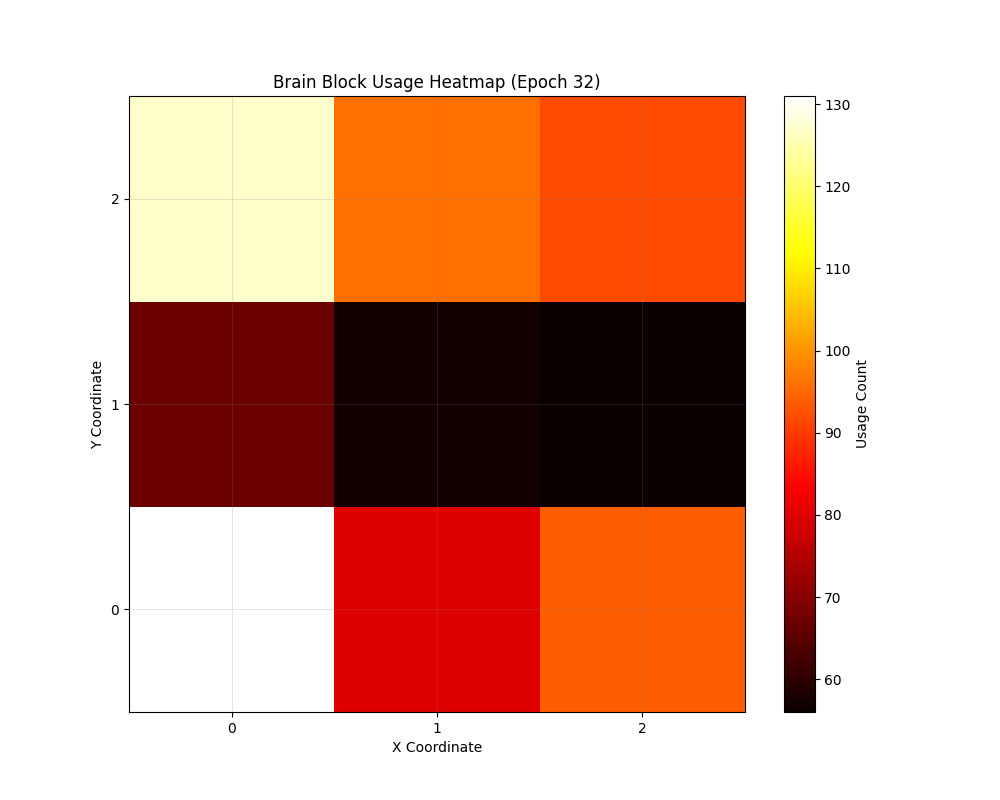 Brain Block Usage Heatmap (Epoch 32)
2
1
0
Y Coordinate
0 1 2
X Coordinate
130
120
110
100
90
80
70
60
Usage Count